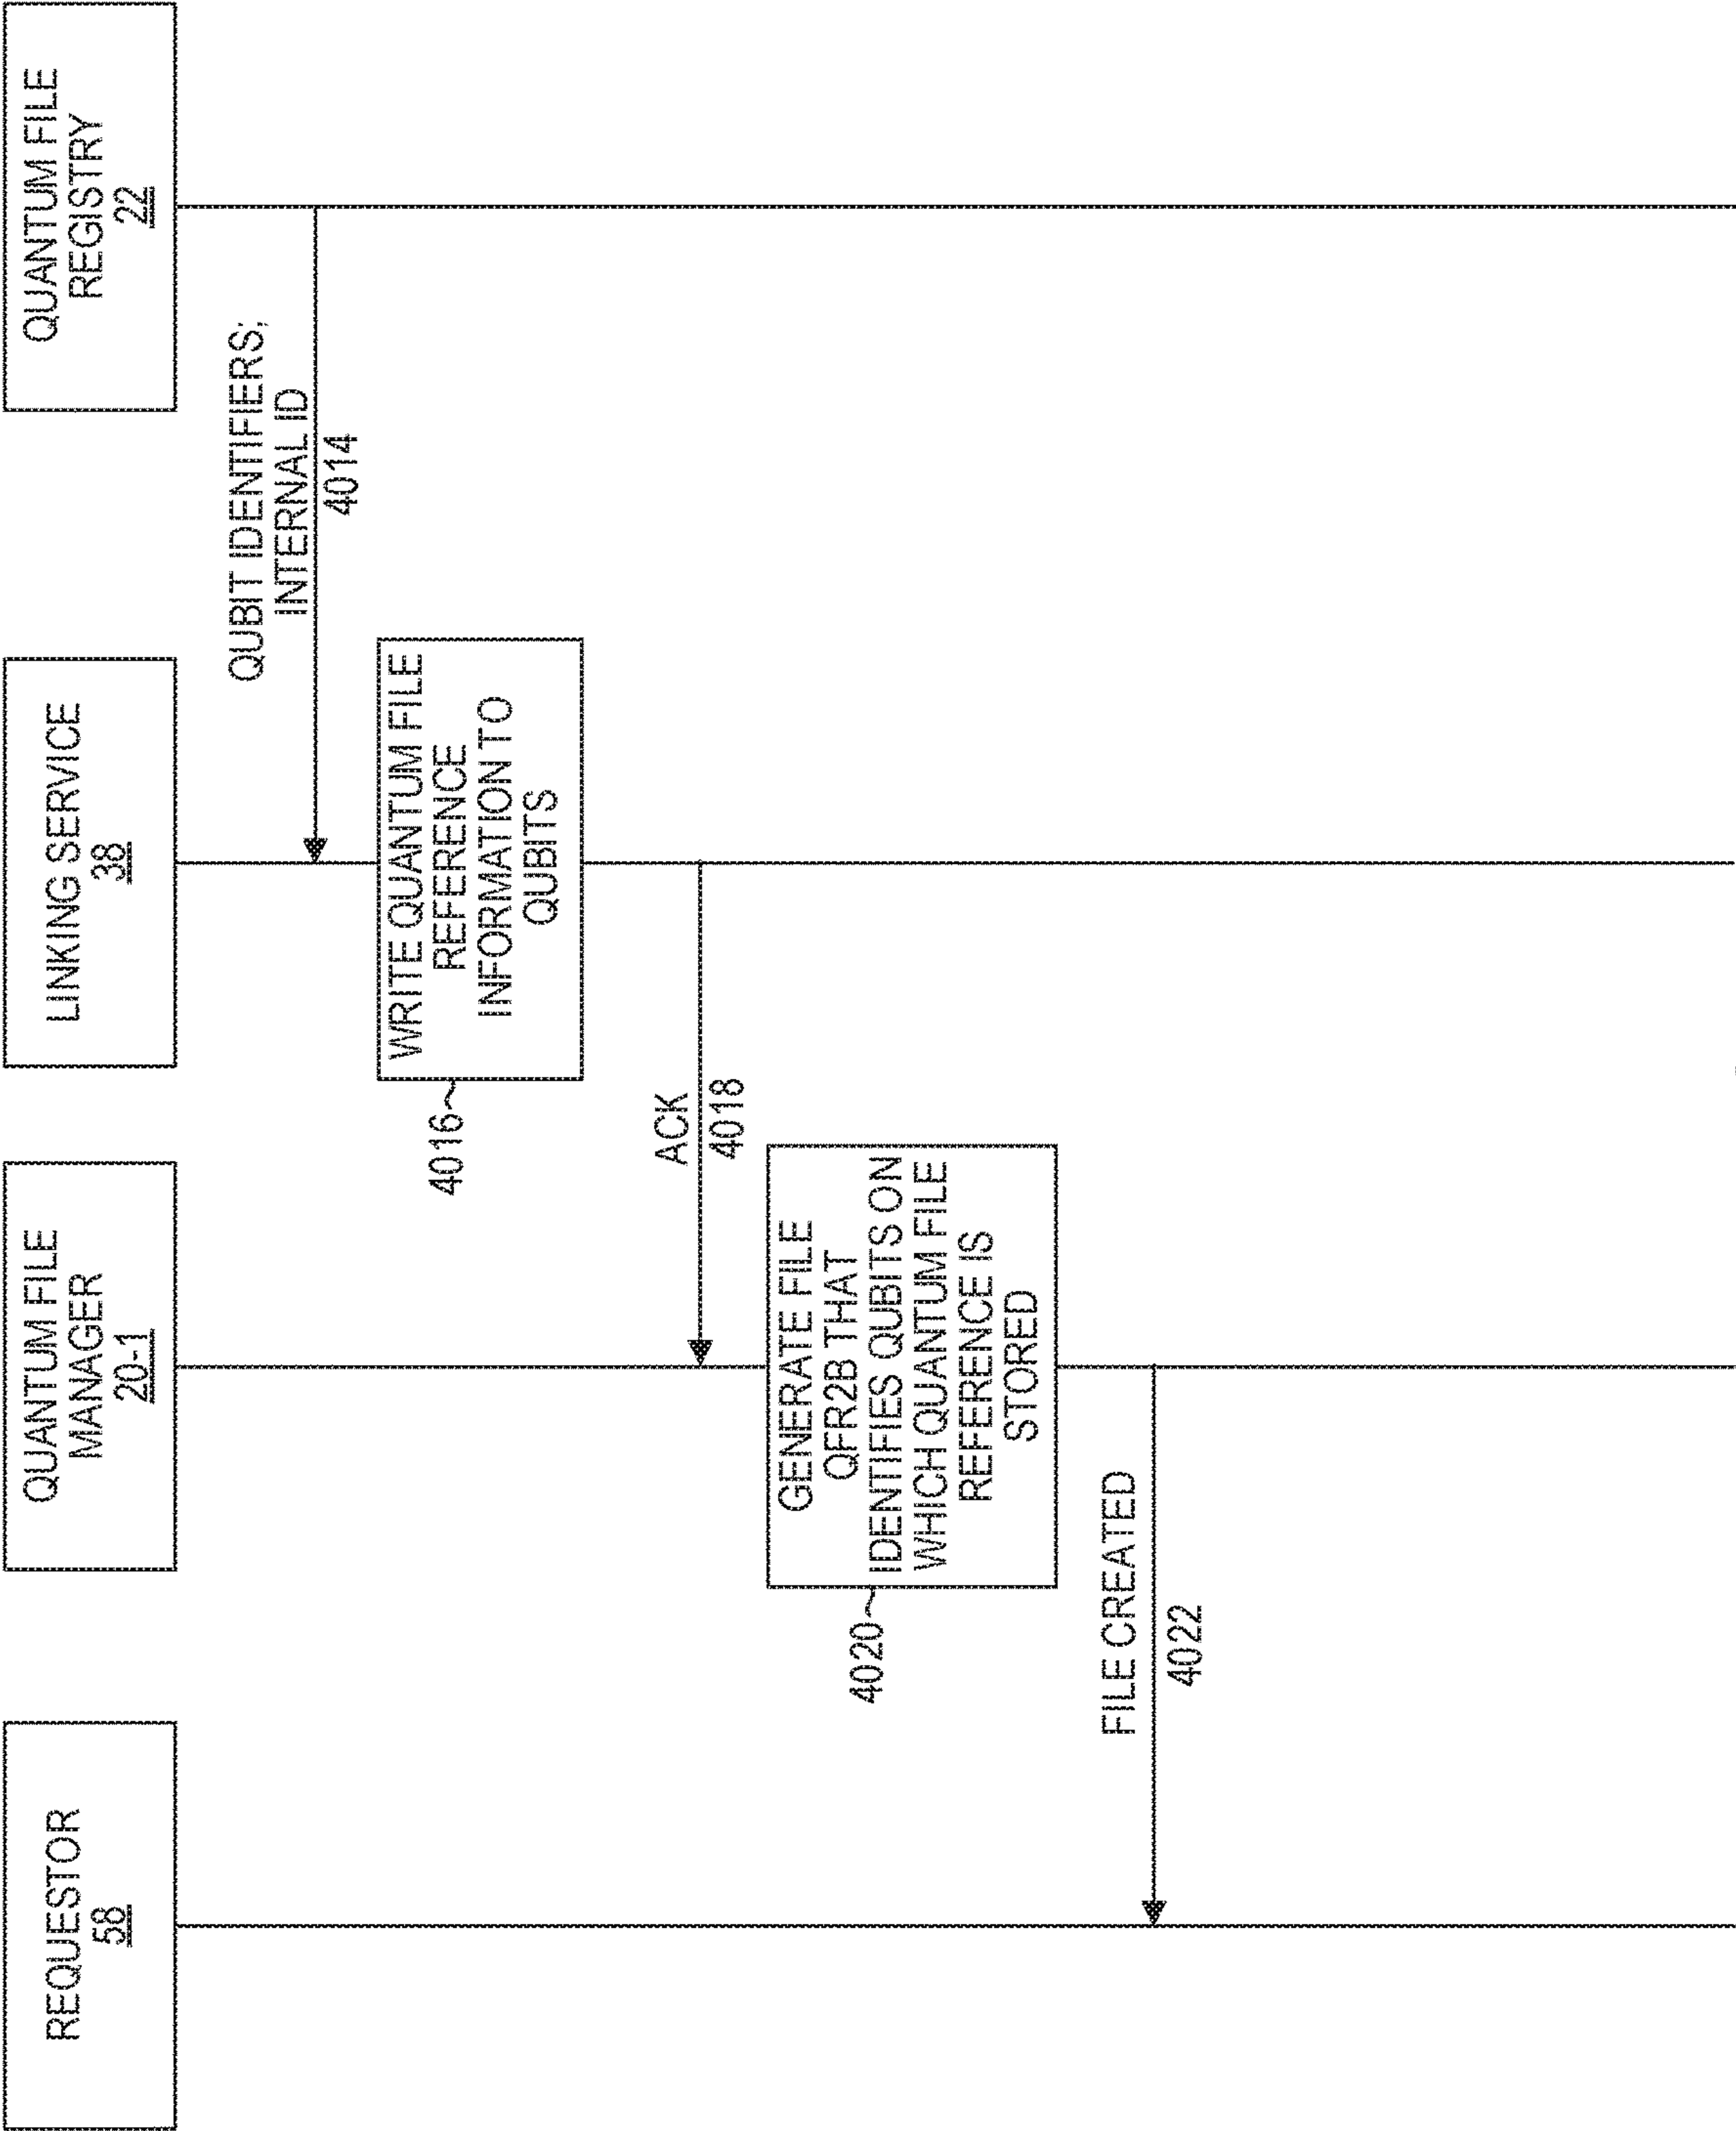 REQUESTOR
58
QUANTUM FILE
MANAGER
20-1
LINKING SERVICE
38
QUANTUM FILE
REGISTRY
22
QUBIT IDENTIFIERS;
INTERNAL ID
4014
WRITE QUANTUM FILE
REFERENCE
INFORMATION TO
QUBITS
4016
ACK
4018
GENERATE FILE
QFR2B THAT
IDENTIFIES QUBITS ON
WHICH QUANTUM FILE
REFERENCE IS
STORED
4020
FILE CREATED
4022